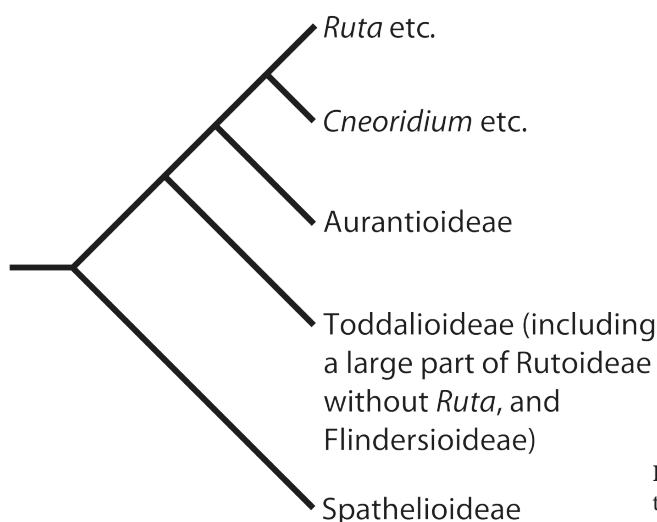 Ruta etc.
Cneoridium etc.
Aurantioideae
Toddalioideae (including
a large part of Rutoideae
without Ruta, and
Flindersioideae)
Spathelioideae